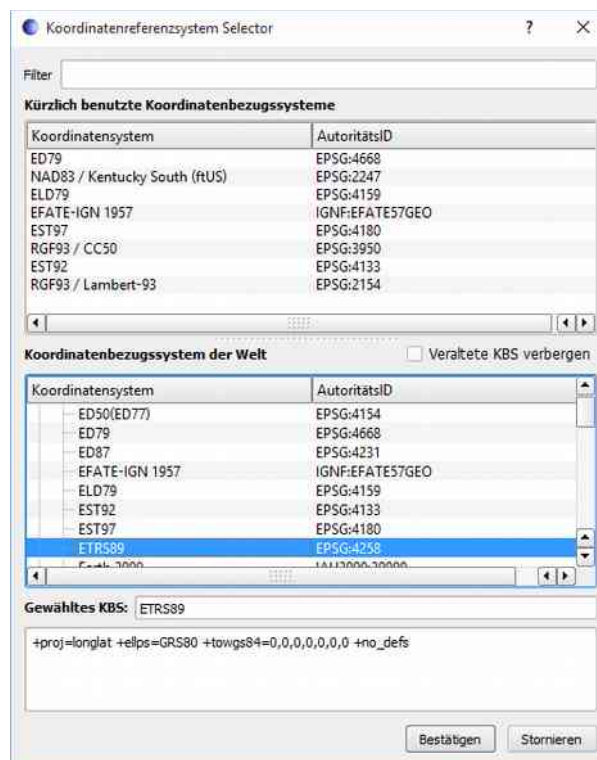 Koordinatenreferenzsystem Selector
Filter
Kürzlich benutzte Koordinatenbezugssysteme
Koordinatensystem AutoritätsID
ED79 EPSG:4668
NAD83 / Kentucky South (ftUS) EPSG:2247
ELD79 EPSG:4159
EFATE-IGN 1957 IGNF:EFATE57GEO
EST97 EPSG:4180
RGF93 / CC50 EPSG:3950
EST92 EPSG:4133
RGF93 / Lambert-93 EPSG:2154
Koordinatenbezugssystem der Welt Veraltete KBS verbergen
Koordinatensystem AutoritätsID
ED50(ED77) EPSG:4154
ED79 EPSG:4668
ED87 EPSG:4231
EFATE-IGN 1957 IGNF:EFATE57GEO
ELD79 EPSG:4159
EST92 EPSG:4133
EST97 EPSG:4180
ETRS89 EPSG:4258
Earth 2000 IAU2000:39900
Gewähltes KBS: ETRS89
+proj=longlat +ellps=GRS80 +towgs84=0,0,0,0,0,0,0 +no_defs
Bestätigen Stornieren